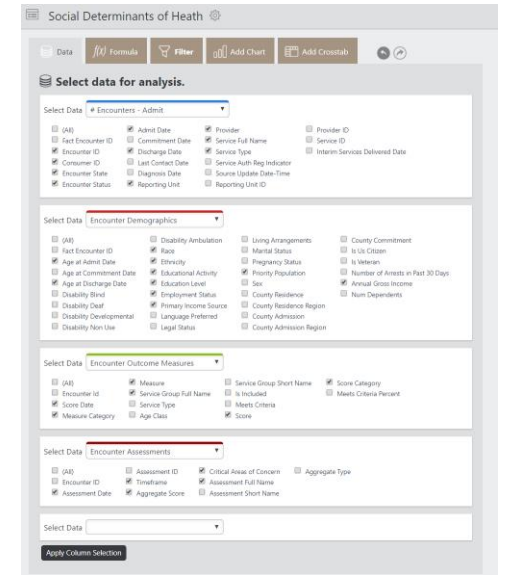 Social Determinants of Heath
Data f(x) Formula Filter Add Chart Add Crosstab
Select data for analysis.
Select Data # Encounters - Admit
(All) Admit Date Provider Provider ID
Fact Encounter ID Commitment Date Service Full Name Service ID
Encounter ID Discharge Date Service Type Interim Services Delivered Date
Consumer ID Last Contact Date Service Auth Req Indicator
Encounter State Diagnosis Date Source Update Date-Time
Encounter Status Reporting Unit Reporting Unit ID
Select Data Encounter Demographics
(All) Disability Ambulation Living Arrangements County Commitment
Fact Encounter ID Race Marital Status Is Us Citizen
Age at Admit Date Ethnicity Pregnancy Status Is Veteran
Age at Commitment Date Educational Activity Priority Population Number of Arrests in Past 30 Days
Age at Discharge Date Education Level Sex Annual Gross Income
Disability Blind Employment Status County Residence Num Dependents
Disability Deaf Primary Income Source County Residence Region
Disability Developmental Language Preferred County Admission
Disability Non Use Legal Status County Admission Region
Select Data Encounter Outcome Measures
(All) Measure Service Group Short Name Score Category
Encounter Id Service Group Full Name Is Included Meets Criteria Percent
Score Date Service Type Meets Criteria
Measure Category Age Class Score
Select Data Encounter Assessments
(All) Assessment ID Critical Areas of Concern Aggregate Type
Encounter ID Timeframe Assessment Full Name
Assessment Date Aggregate Score Assessment Short Name
Select Data
Apply Column Selection